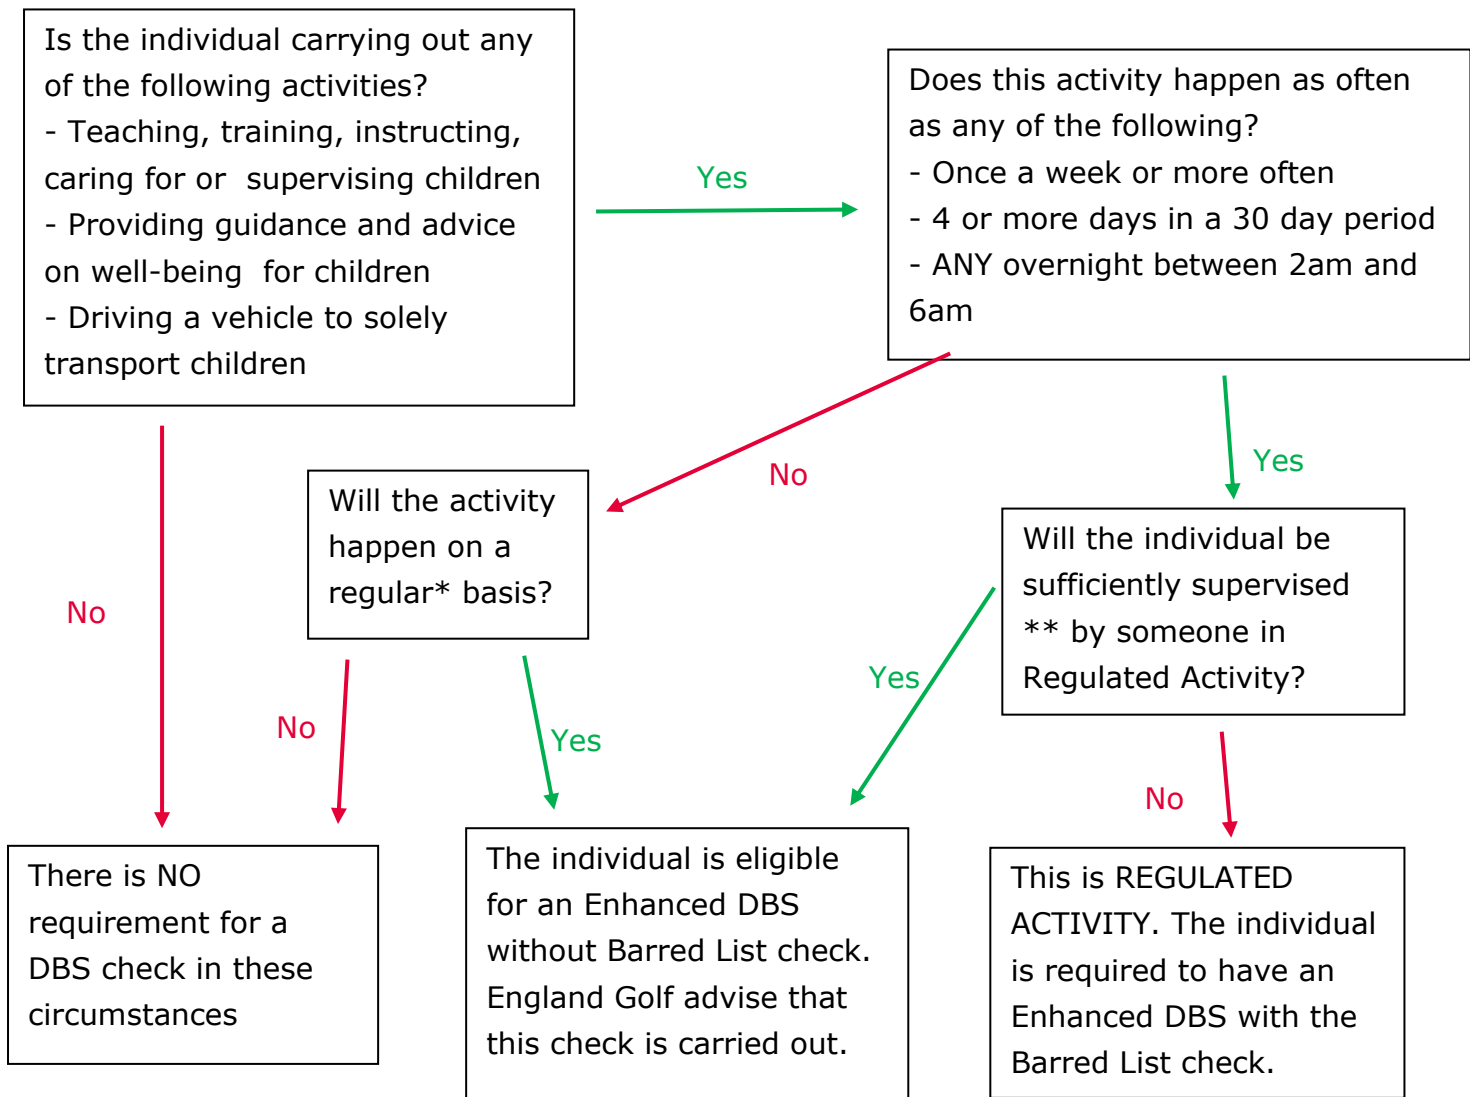 Is the individual carrying out any
of the following activities?
- Teaching, training, instructing,
caring for or  supervising children
- Providing guidance and advice
on well-being  for children
- Driving a vehicle to solely
transport children
Yes
Does this activity happen as often
as any of the following?
- Once a week or more often
- 4 or more days in a 30 day period
- ANY overnight between 2am and
6am
No
Yes
Will the activity
happen on a
regular* basis?
Will the individual be
sufficiently supervised
** by someone in
Regulated Activity?
No
No
Yes
Yes
No
There is NO
requirement for a
DBS check in these
circumstances
The individual is eligible
for an Enhanced DBS
without Barred List check.
England Golf advise that
this check is carried out.
This is REGULATED
ACTIVITY. The individual
is required to have an
Enhanced DBS with the
Barred List check.